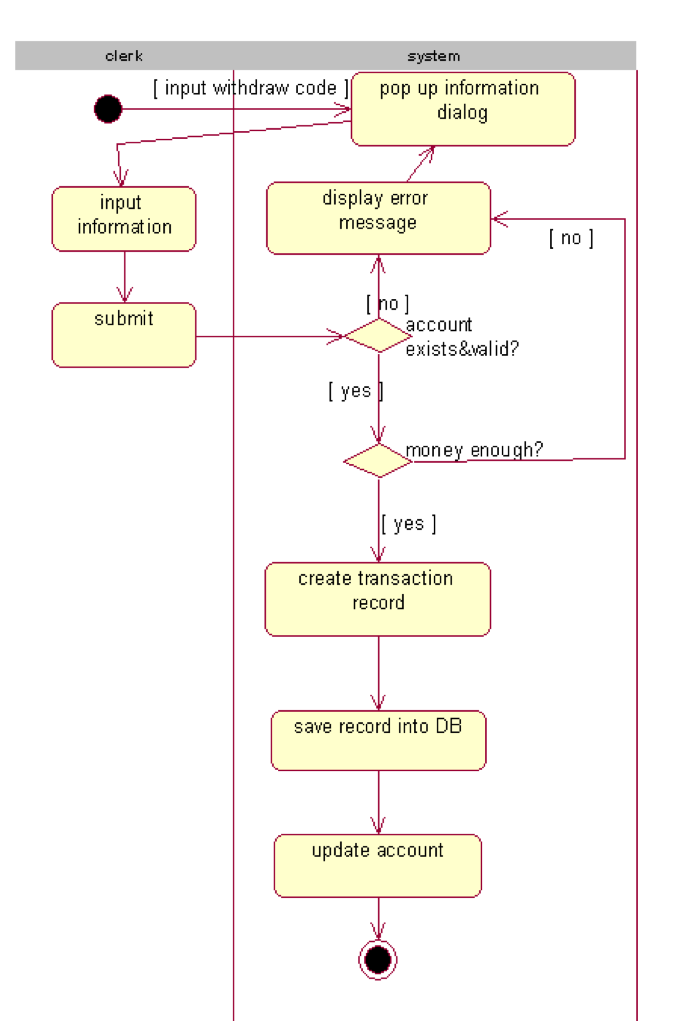 clerk
system
[ input withdraw code ]
pop up information
dialog
input
information
display error
message
[ no ]
submit
[ no ]
account
exists&valid?
[ yes ]
money enough?
[ yes ]
create transaction
record
save record into DB
update account